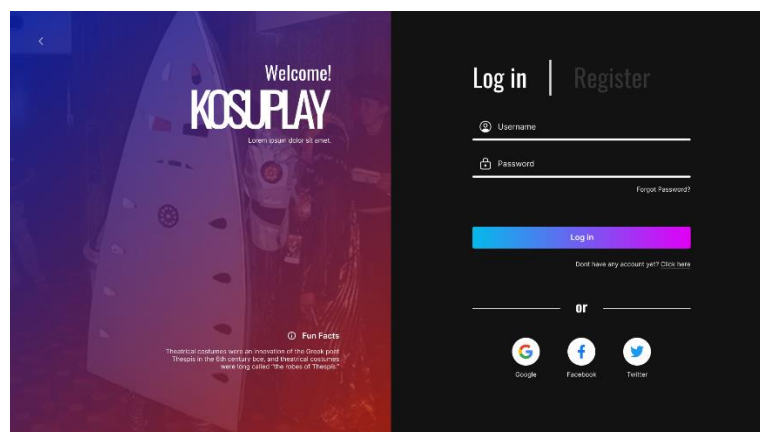 Welcome!
KOSUPLAY
Lorem ipsum dolor sit amet.
Fun Facts
Theatrical costumes were an innovation of the Greek poet
Thespis in the 6th century bce, and theatrical costumes
were long called "the robes of Thespis."
Log in
Register
Username
Password
Forgot Password?
Log in
Dont have any account yet? Click here
or
Google
Facebook
Twitter